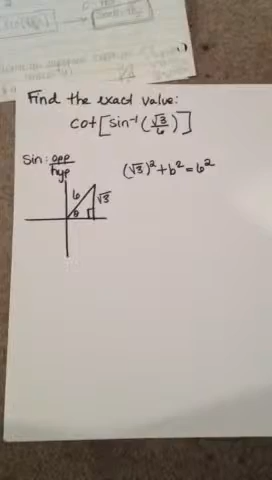 Find the exact value:
cot[sin⁻¹(√3/6)]
sin: opp/hyp
(√3)² + b² = 6²
6
√3
θ